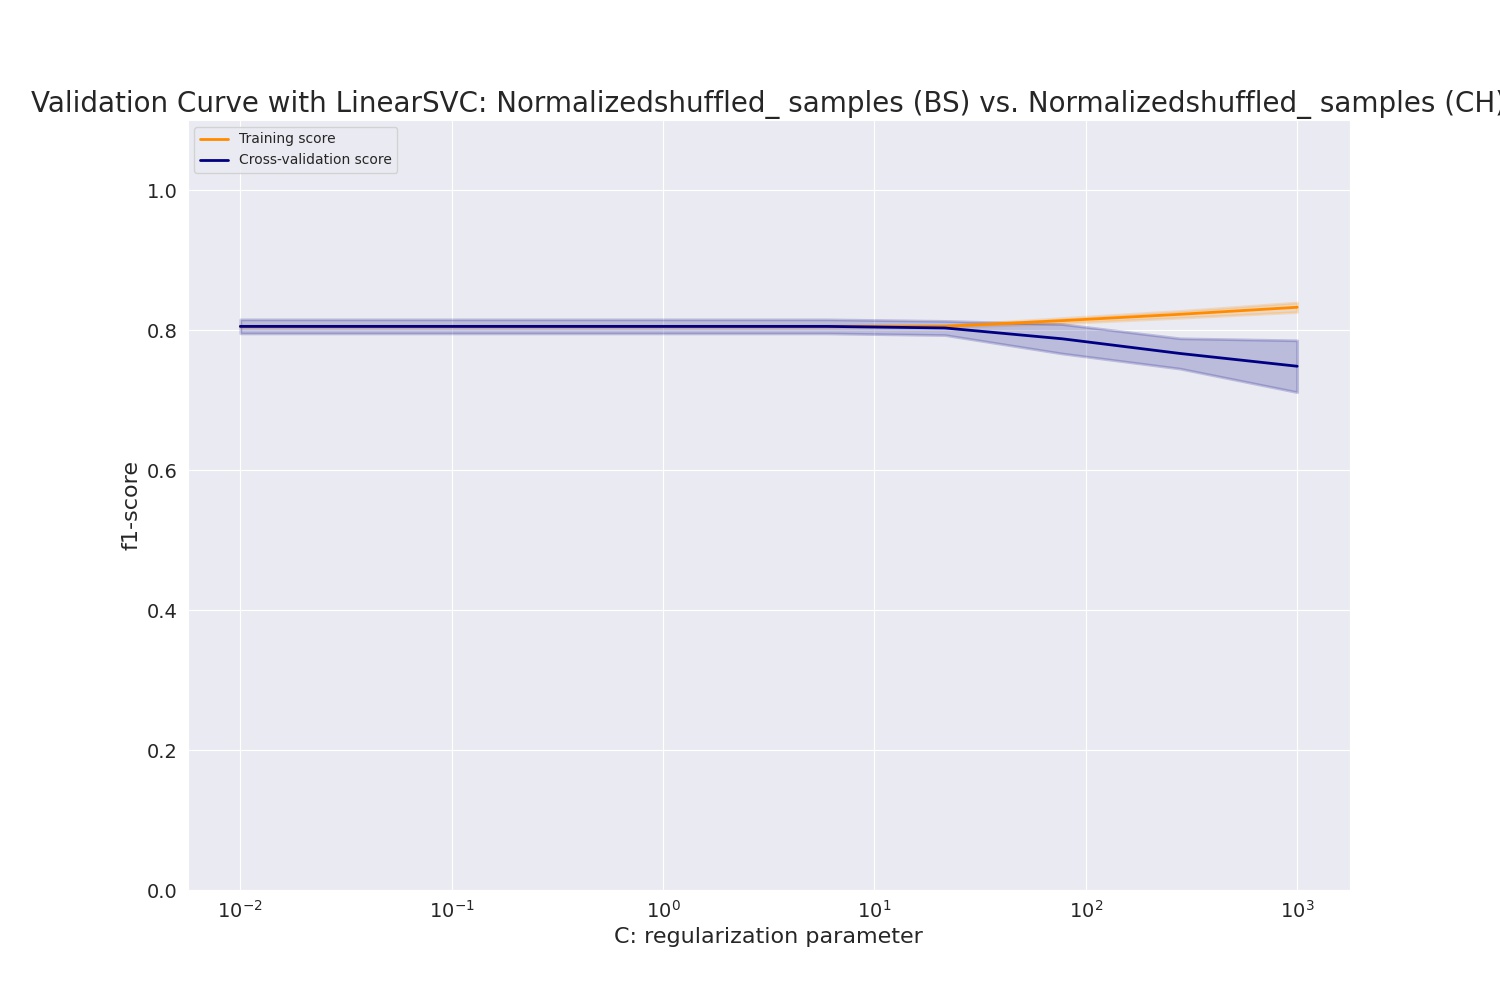 Validation Curve with LinearSVC: Normalizedshuffled_ samples (BS) vs. Normalizedshuffled_ samples (CH)
Training score
Cross-validation score
1.0
0.8
0.6
0.4
0.2
0.0
f1-score
10⁻² 10⁻¹ 10⁰ 10¹ 10² 10³
C: regularization parameter